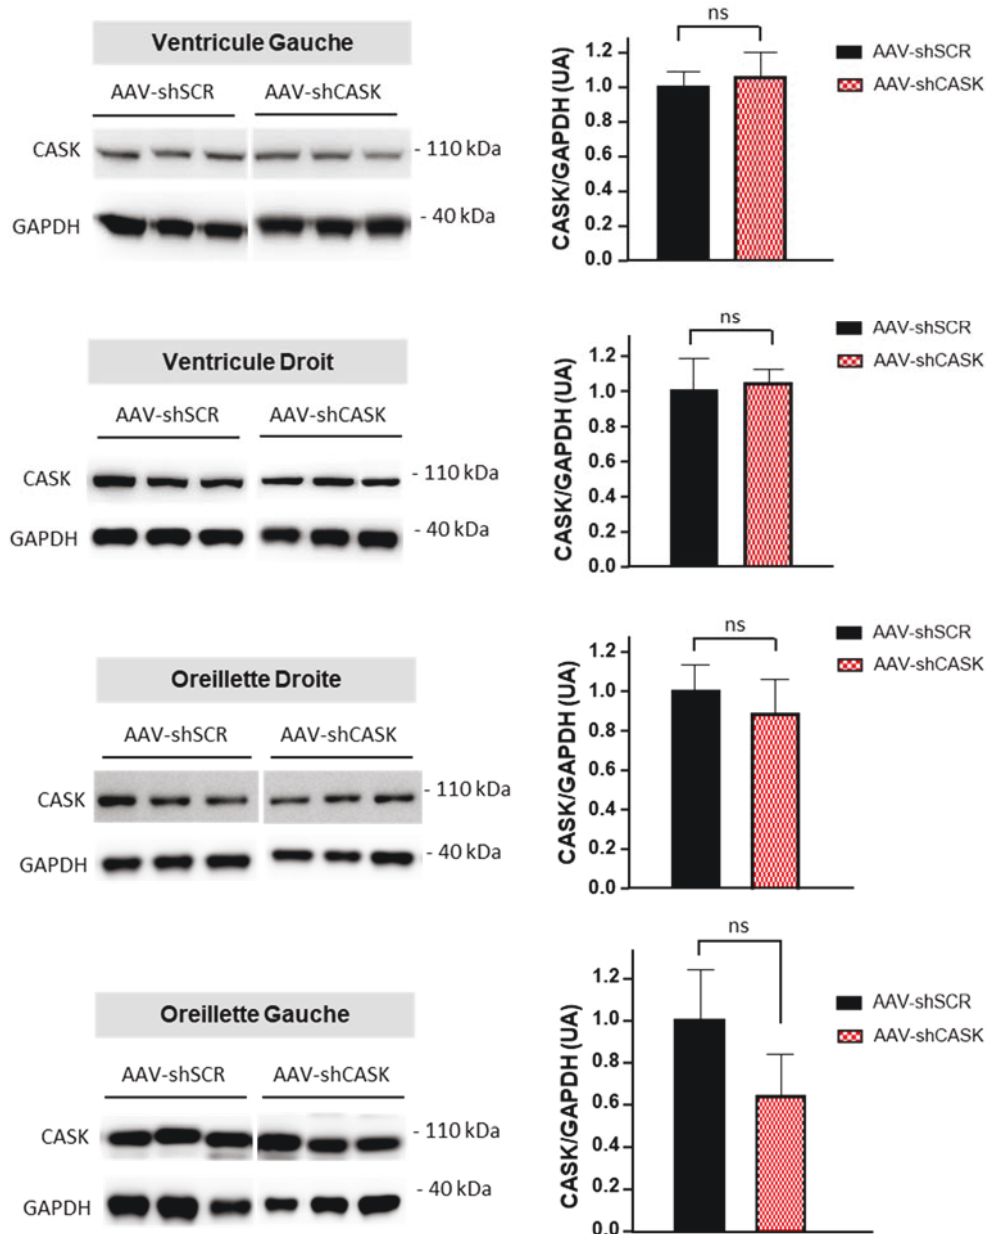 Ventricule Gauche
AAV-shSCR AAV-shCASK
CASK - 110 kDa
GAPDH - 40 kDa
ns
CASK/GAPDH (UA)
1.2
1.0
0.8
0.6
0.4
0.2
0.0
AAV-shSCR
AAV-shCASK
Ventricule Droit
AAV-shSCR AAV-shCASK
CASK - 110 kDa
GAPDH - 40 kDa
ns
CASK/GAPDH (UA)
1.2
1.0
0.8
0.6
0.4
0.2
0.0
AAV-shSCR
AAV-shCASK
Oreillette Droite
AAV-shSCR AAV-shCASK
CASK - 110 kDa
GAPDH - 40 kDa
ns
CASK/GAPDH (UA)
1.2
1.0
0.8
0.6
0.4
0.2
0.0
AAV-shSCR
AAV-shCASK
Oreillette Gauche
AAV-shSCR AAV-shCASK
CASK - 110 kDa
GAPDH - 40 kDa
ns
CASK/GAPDH (UA)
1.2
1.0
0.8
0.6
0.4
0.2
0.0
AAV-shSCR
AAV-shCASK